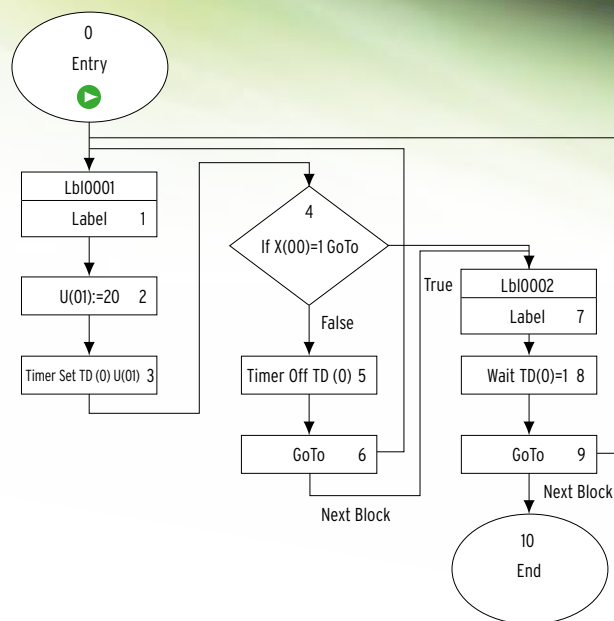 0
Entry
Lbl0001
Label 1
U(01):=20 2
Timer Set TD (0) U(01) 3
4
If X(00)=1 GoTo
True
False
Timer Off TD (0) 5
GoTo 6
Next Block
Lbl0002
Label 7
Wait TD(0)=1 8
GoTo 9
Next Block
10
End